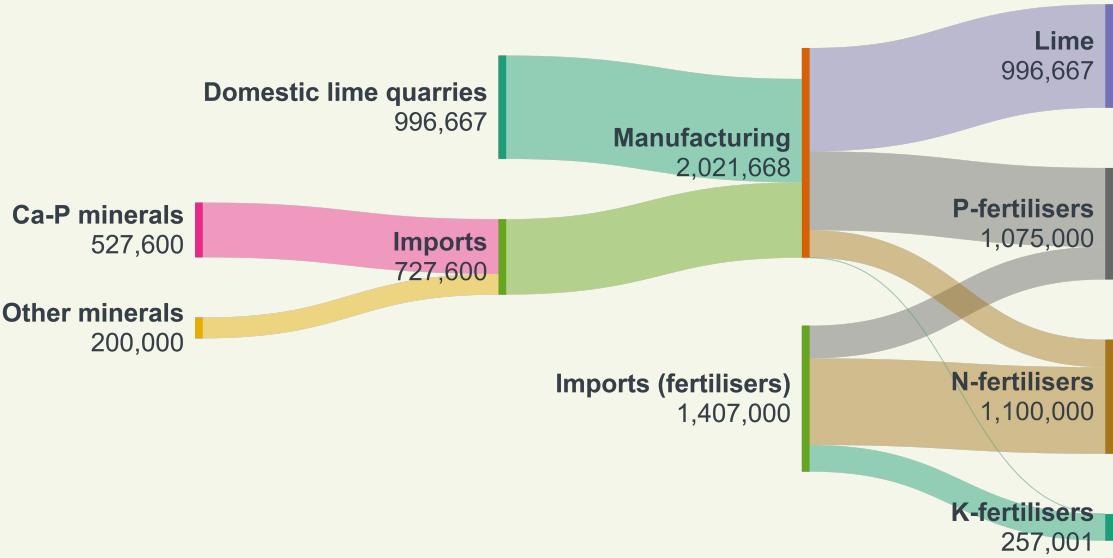 Domestic lime quarries
996,667
Ca-P minerals
527,600
Other minerals
200,000
Imports
727,600
Manufacturing
2,021,668
Imports (fertilisers)
1,407,000
Lime
996,667
P-fertilisers
1,075,000
N-fertilisers
1,100,000
K-fertilisers
257,001